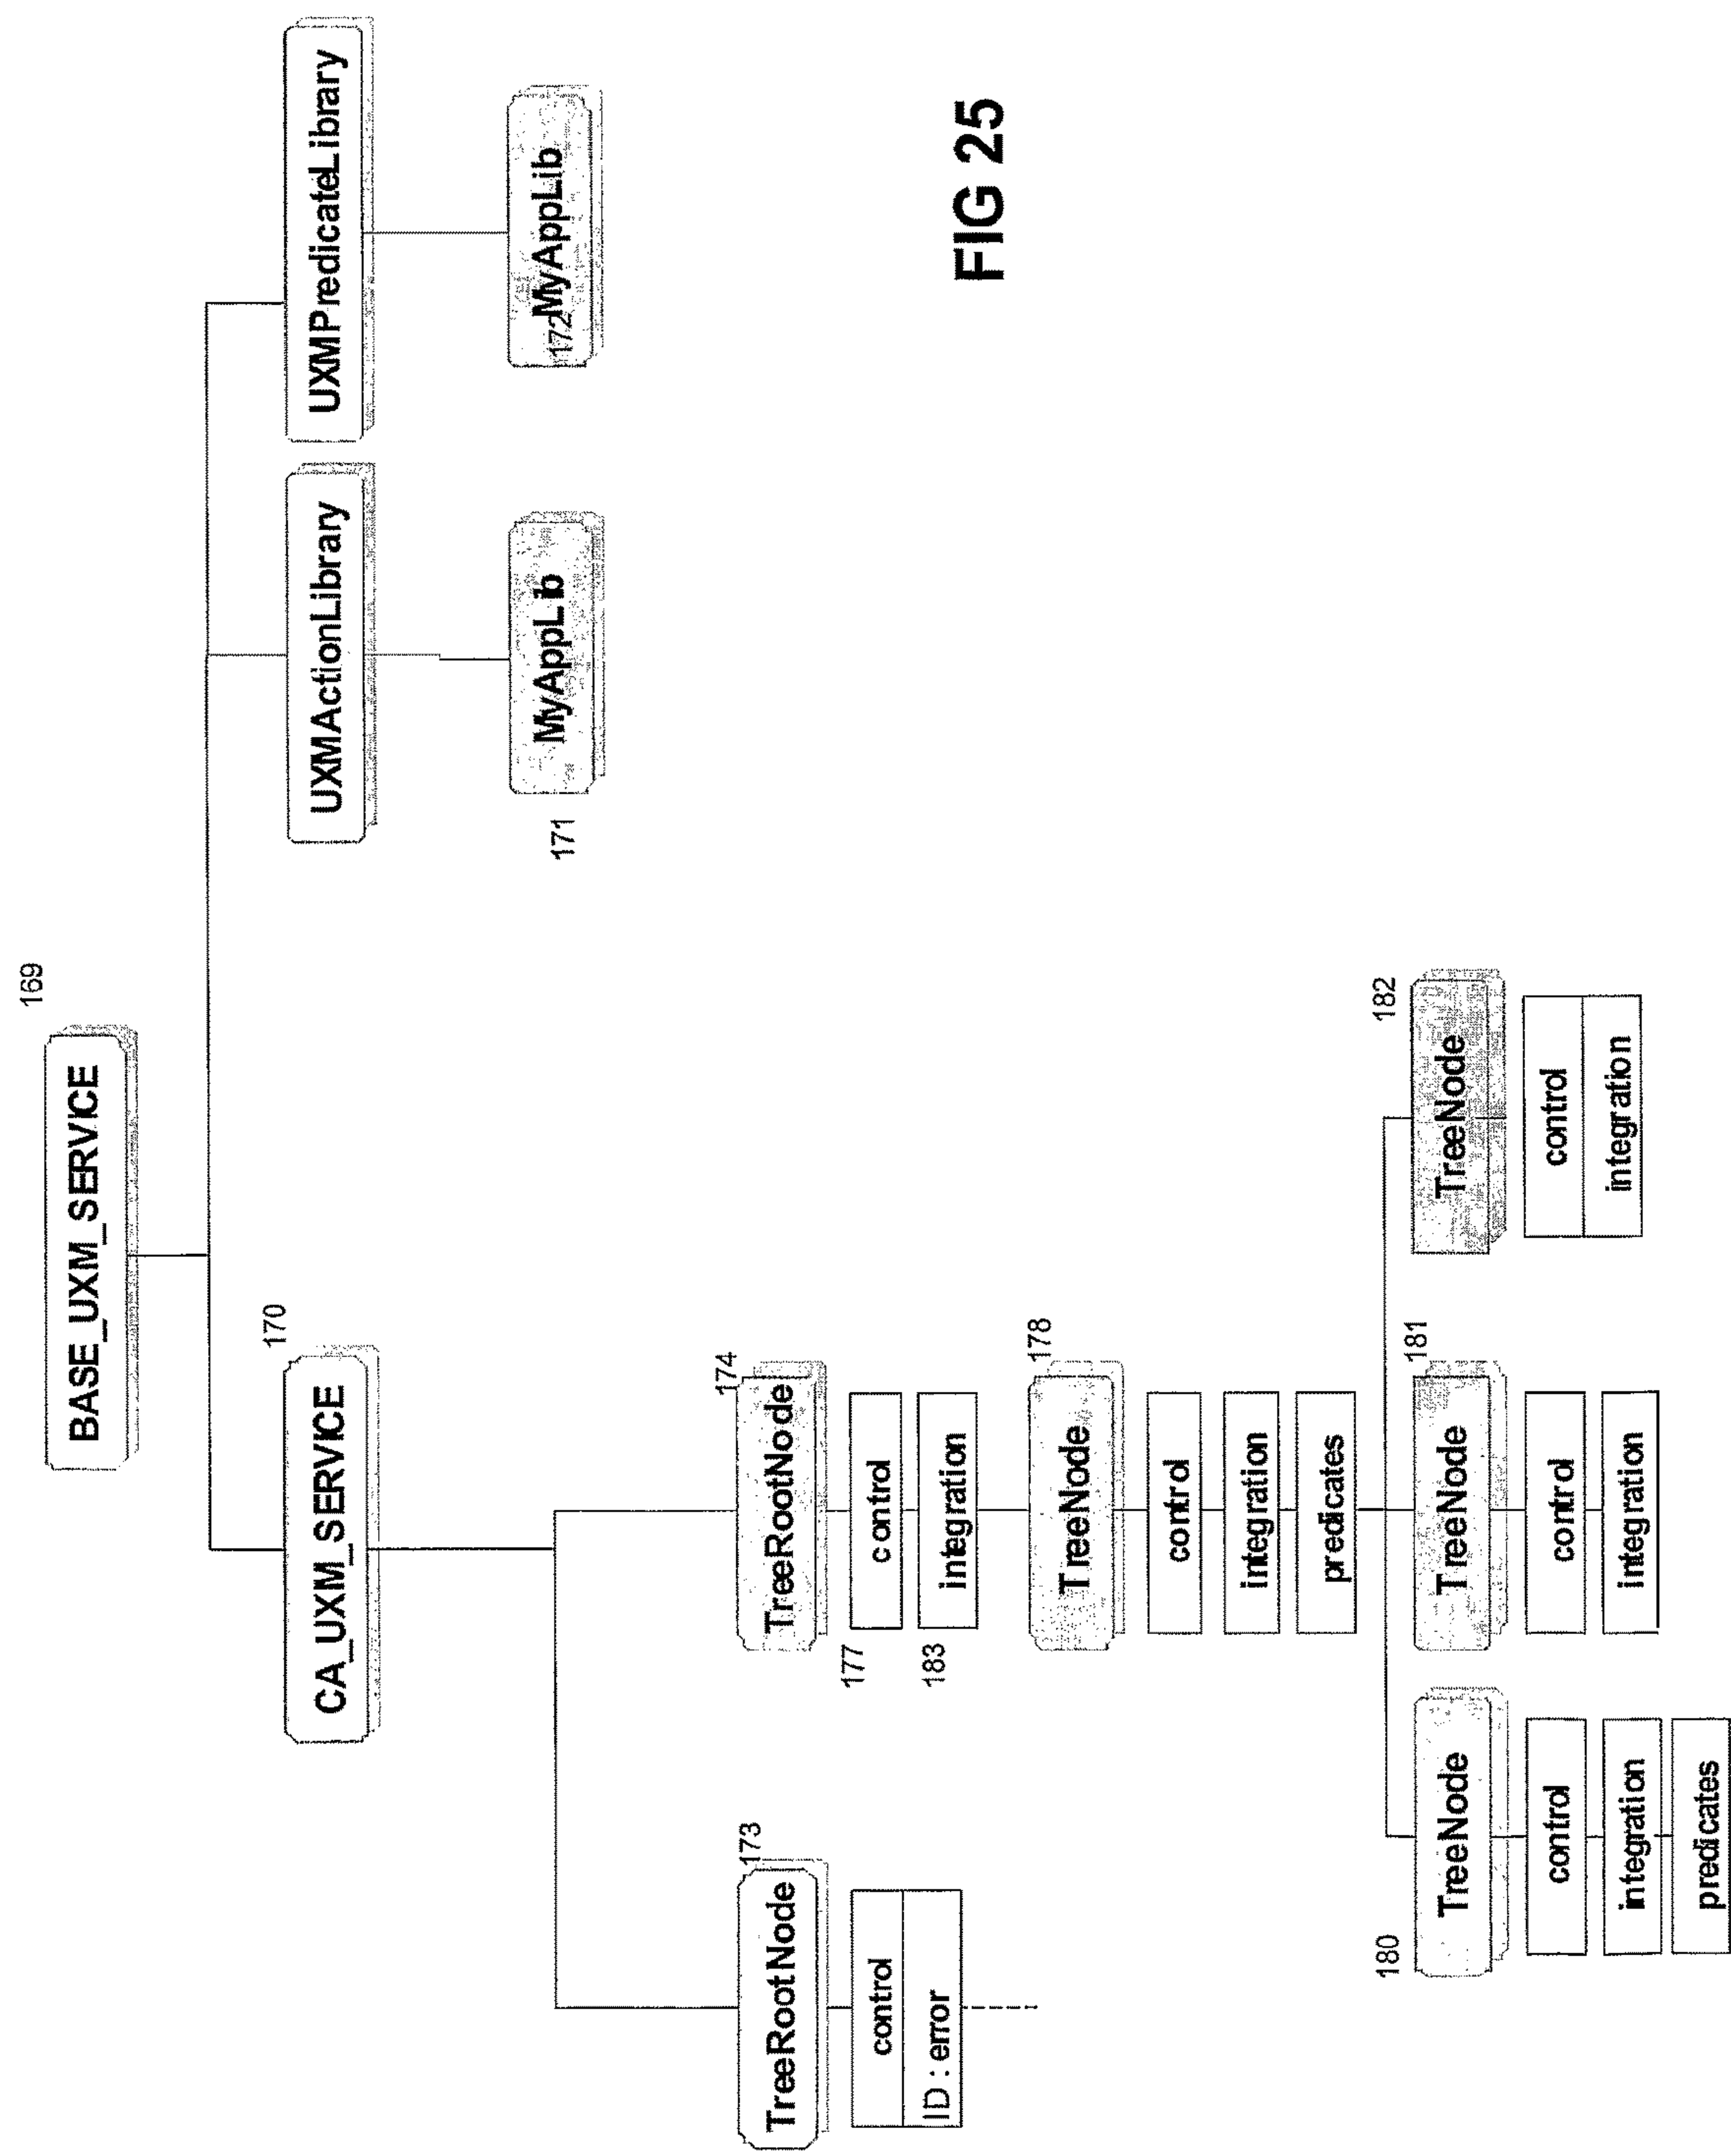 169
BASE_UXM_SERVICE
170
CA_UXM_SERVICE
UXMActionLibrary
UXMPredicateLibrary
171
MyAppLib
172
MyAppLib
173
TreeRootNode
control
ID : error
174
TreeRootNode
177
control
183
integration
178
TreeNode
control
integration
predicates
180
TreeNode
control
integration
predicates
181
TreeNode
control
integration
182
TreeNode
control
integration
FIG 25